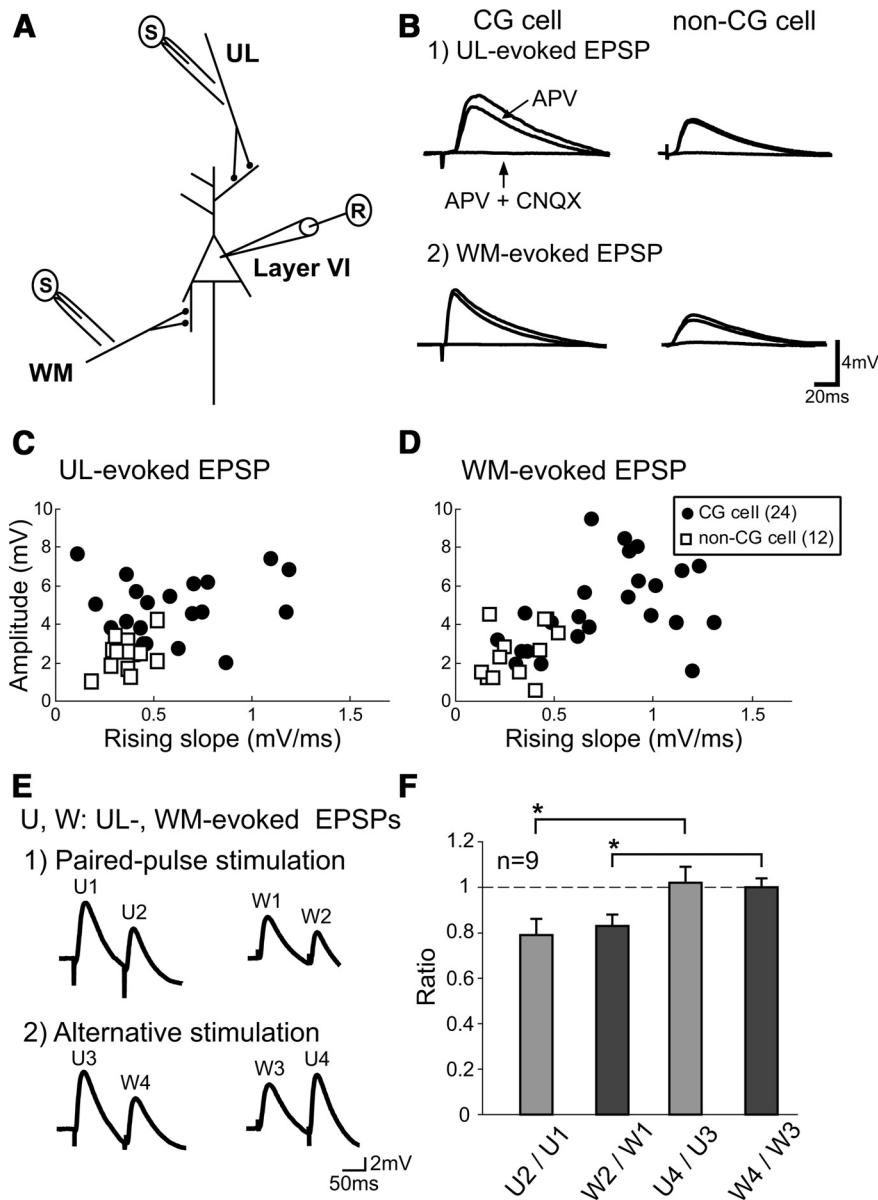 A
S
UL
R
Layer VI
S
WM
B
CG cell
non-CG cell
1) UL-evoked EPSP
APV
APV + CNQX
2) WM-evoked EPSP
4mV
20ms
C
UL-evoked EPSP
Amplitude (mV)
10
8
6
4
2
0
0
0.5
1
1.5
Rising slope (mV/ms)
D
WM-evoked EPSP
CG cell (24)
non-CG cell (12)
10
8
6
4
2
0
0
0.5
1
1.5
Rising slope (mV/ms)
E
U, W: UL-, WM-evoked EPSPs
1) Paired-pulse stimulation
U1
U2
W1
W2
2) Alternative stimulation
U3
W4
W3
U4
2mV
50ms
F
*
*
n=9
Ratio
1.2
1
0.8
0.6
0.4
0.2
0
U2 / U1
W2 / W1
U4 / U3
W4 / W3